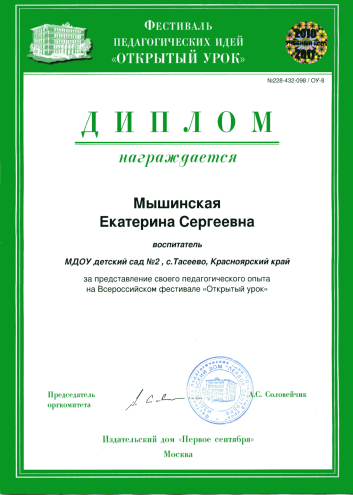 ФЕСТИВАЛЬ
ПЕДАГОГИЧЕСКИХ ИДЕЙ
«ОТКРЫТЫЙ УРОК»
2010
2011
№228-432-098 / ОУ-8
ДИПЛОМ
награждается
Мышинская
Екатерина Сергеевна
воспитатель
МДОУ детский сад №2 , с.Тасеево, Красноярский край
за представление своего педагогического опыта
на Всероссийском фестивале «Открытый урок»
Председатель
оргкомитета
А.С. Соловейчик
Издательский дом «Первое сентября»
Москва